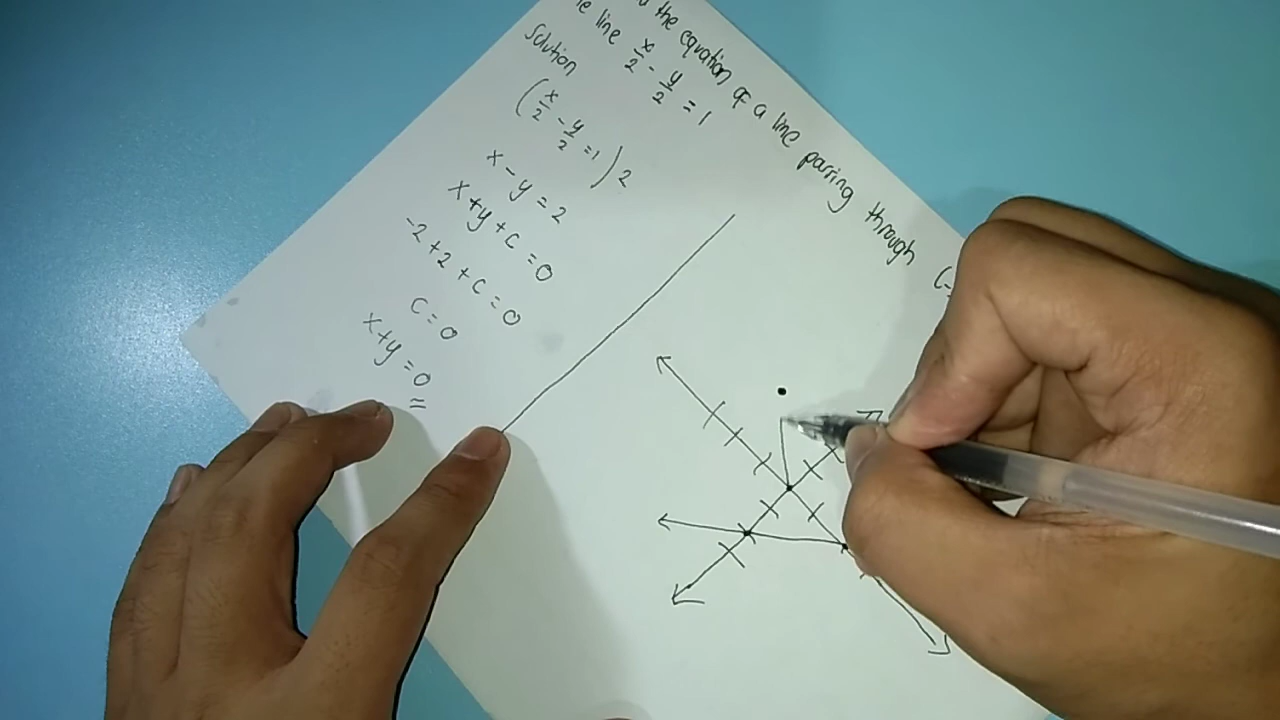 the equation of a line passing through (-
line x/2 - y/2 = 1
Solution
(x/2 - y/2 = 1) 2
x - y = 2
x + y + c = 0
-2 + 2 + c = 0
c = 0
x + y = 0